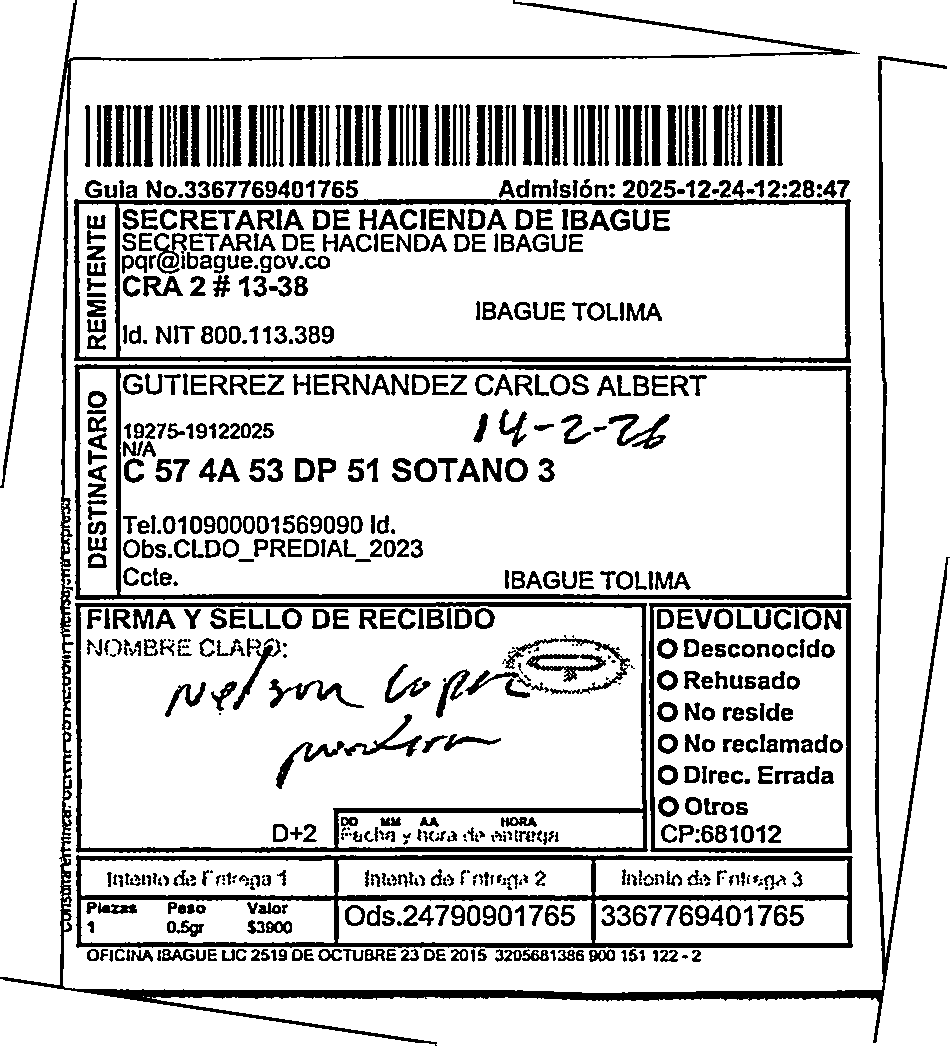 Guia No.3367769401765 Admisión: 2025-12-24-12:28:47
REMITENTE
SECRETARIA DE HACIENDA DE IBAGUE
SECRETARIA DE HACIENDA DE IBAGUE
pqr@ibague.gov.co
CRA 2 # 13-38
IBAGUE TOLIMA
Id. NIT 800.113.389
DESTINATARIO
GUTIERREZ HERNANDEZ CARLOS ALBERT
14-2-26
19275-19122025
N/A
C 57 4A 53 DP 51 SOTANO 3
Tel.010900001569090 Id.
Obs.CLDO_PREDIAL_2023
Ccte. IBAGUE TOLIMA
FIRMA Y SELLO DE RECIBIDO
NOMBRE CLARO:
Nelson Lopez
D+2
DD MM AA HORA
Fecha y hora de entrega
DEVOLUCION
Desconocido
Rehusado
No reside
No reclamado
Direc. Errada
Otros
CP:681012
Intento de Entrega 1 Intento de Entrega 2 Intento de Entrega 3
Piezas Peso Valor
1 0.5gr $3900
Ods.24790901765 3367769401765
OFICINA IBAGUE LIC 2519 DE OCTUBRE 23 DE 2015 3205681386 900 151 122 - 2